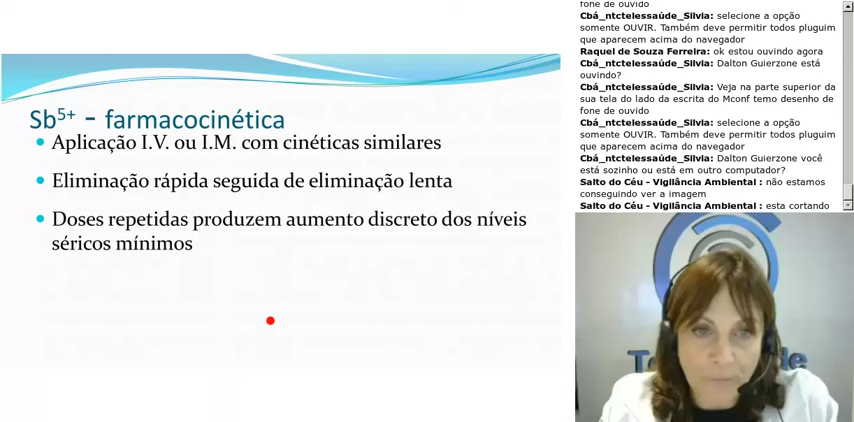 Sb5+ - farmacocinética
Aplicação I.V. ou I.M. com cinéticas similares
Eliminação rápida seguida de eliminação lenta
Doses repetidas produzem aumento discreto dos níveis
séricos mínimos
fone de ouvido
Cbá_ntctelessaúde_Silvia: selecione a opção
somente OUVIR. Também deve permitir todos pluguim
que aparecem acima do navegador
Raquel de Souza Ferreira: ok estou ouvindo agora
Cbá_ntctelessaúde_Silvia: Dalton Guierzone está
ouvindo?
Cbá_ntctelessaúde_Silvia: Veja na parte superior da
sua tela do lado da escrita do Mconf temo desenho de
fone de ouvido
Cbá_ntctelessaúde_Silvia: selecione a opção
somente OUVIR. Também deve permitir todos pluguim
que aparecem acima do navegador
Cbá_ntctelessaúde_Silvia: Dalton Guierzone você
está sozinho ou está em outro computador?
Salto do Céu - Vigilância Ambiental : não estamos
conseguindo ver a imagem
Salto do Céu - Vigilância Ambiental : esta cortando